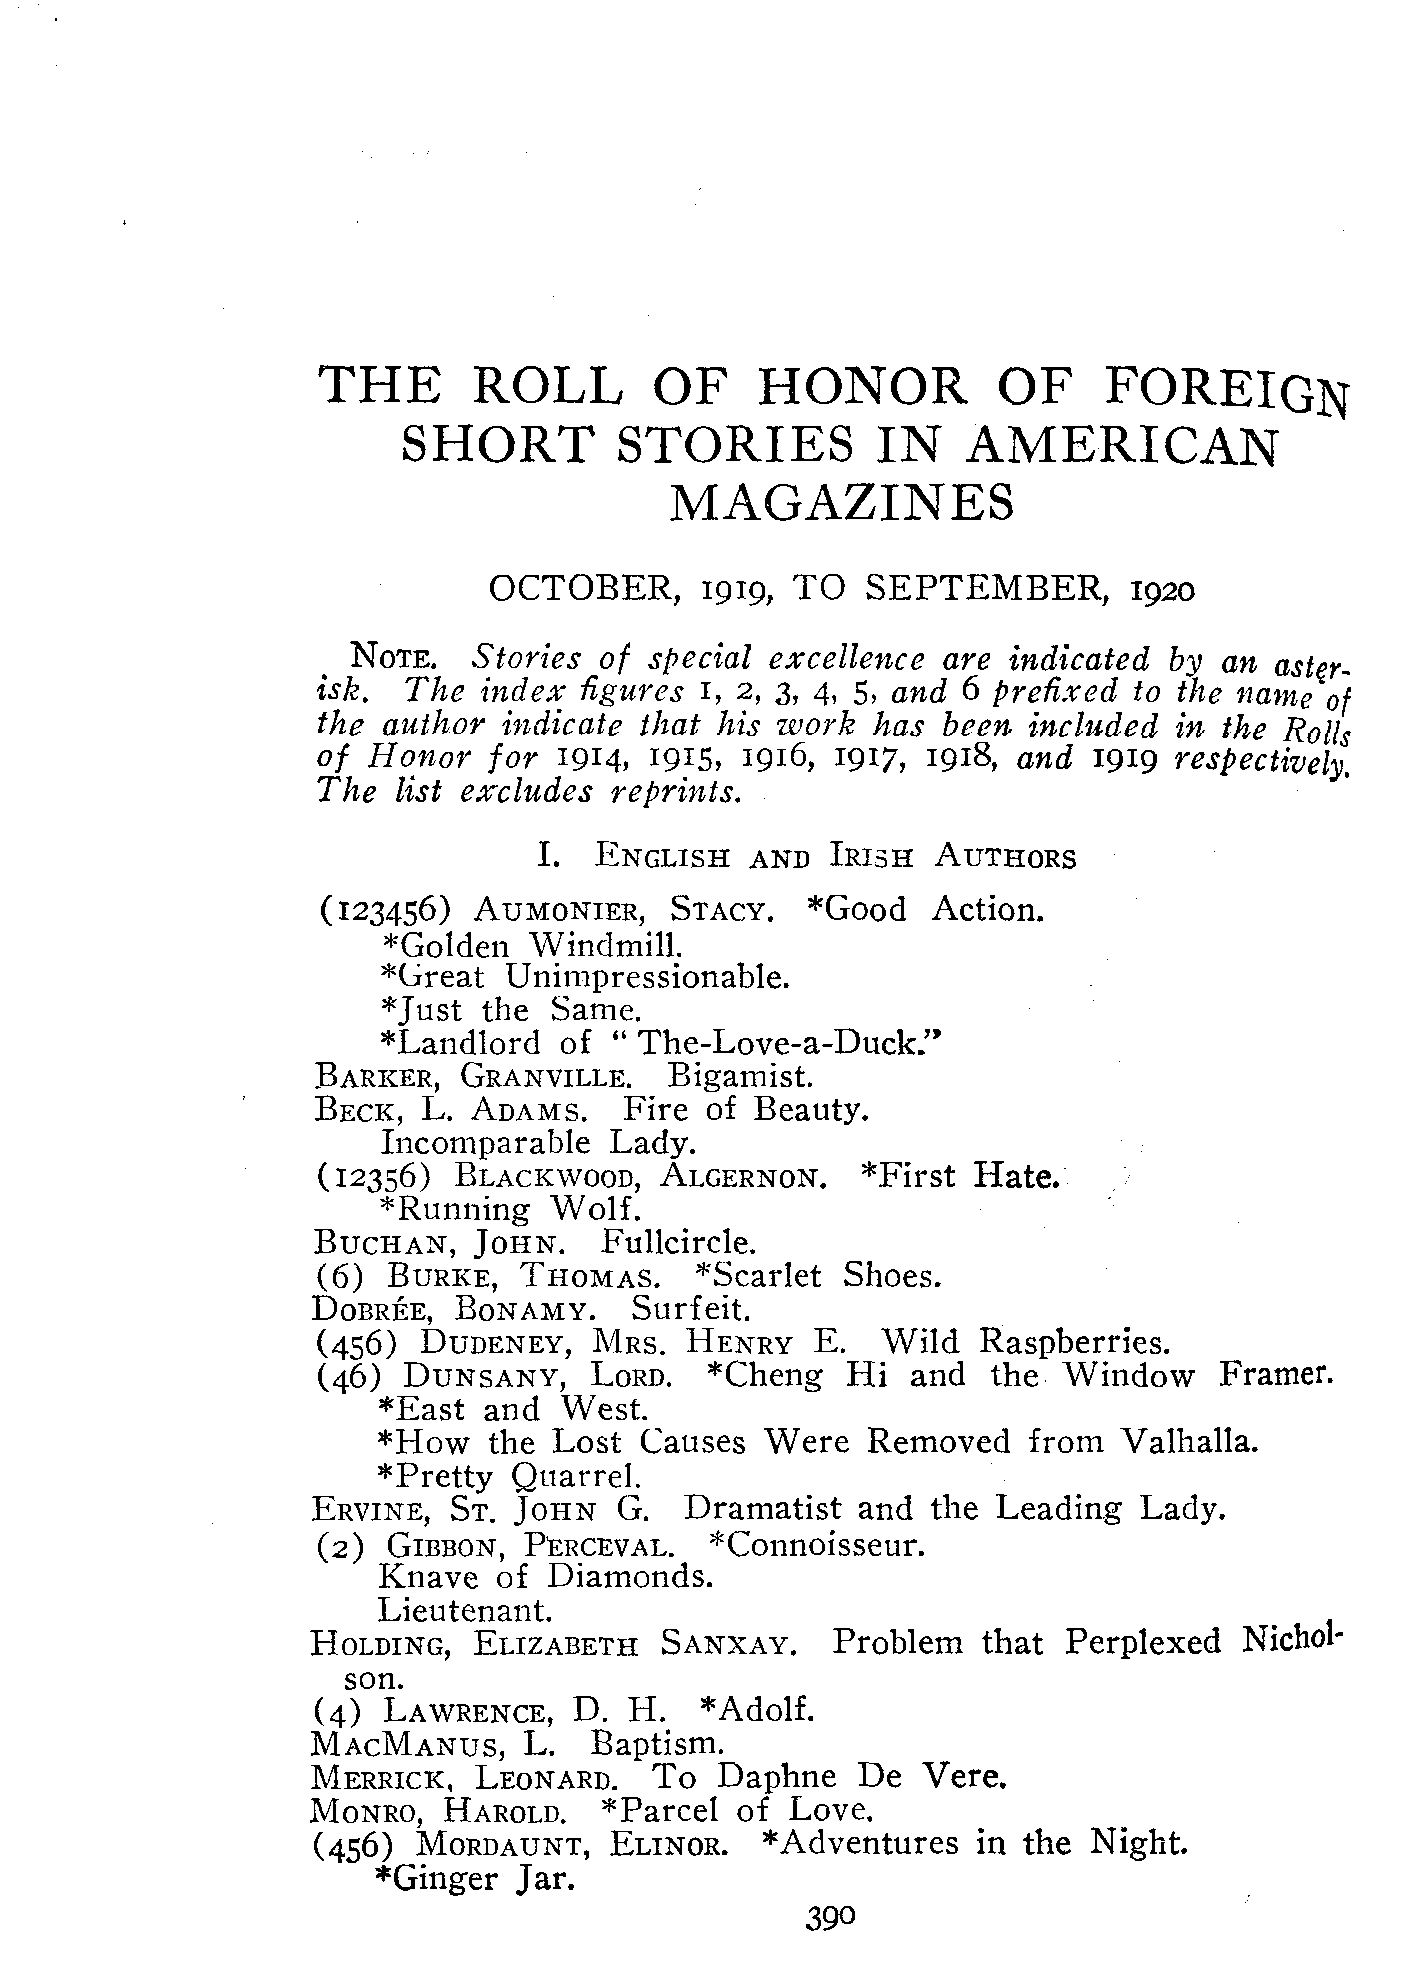 THE ROLL OF HONOR OF FOREIGN
SHORT STORIES IN AMERICAN
MAGAZINES
OCTOBER, 1919, TO SEPTEMBER, 1920
NOTE. Stories of special excellence are indicated by an aster-
isk. The index figures 1, 2, 3, 4, 5, and 6 prefixed to the name of
the author indicate that his work has been included in the Rolls
of Honor for 1914, 1915, 1916, 1917, 1918, and 1919 respectively.
The list excludes reprints.
I. ENGLISH AND IRISH AUTHORS
(123456) AUMONIER, STACY. *Good Action.
*Golden Windmill.
*Great Unimpressionable.
*Just the Same.
*Landlord of "The-Love-a-Duck."
BARKER, GRANVILLE. Bigamist.
BECK, L. ADAMS. Fire of Beauty.
Incomparable Lady.
(12356) BLACKWOOD, ALGERNON. *First Hate.
*Running Wolf.
BUCHAN, JOHN. Fullcircle.
(6) BURKE, THOMAS. *Scarlet Shoes.
DOBRÉE, BONAMY. Surfeit.
(456) DUDENEY, MRS. HENRY E. Wild Raspberries.
(46) DUNSANY, LORD. *Cheng Hi and the Window Framer.
*East and West.
*How the Lost Causes Were Removed from Valhalla.
*Pretty Quarrel.
ERVINE, ST. JOHN G. Dramatist and the Leading Lady.
(2) GIBBON, PERCEVAL. *Connoisseur.
Knave of Diamonds.
Lieutenant.
HOLDING, ELIZABETH SANXAY. Problem that Perplexed Nichol-
son.
(4) LAWRENCE, D. H. *Adolf.
MACMANUS, L. Baptism.
MERRICK, LEONARD. To Daphne De Vere.
MONRO, HAROLD. *Parcel of Love.
(456) MORDAUNT, ELINOR. *Adventures in the Night.
*Ginger Jar.
390